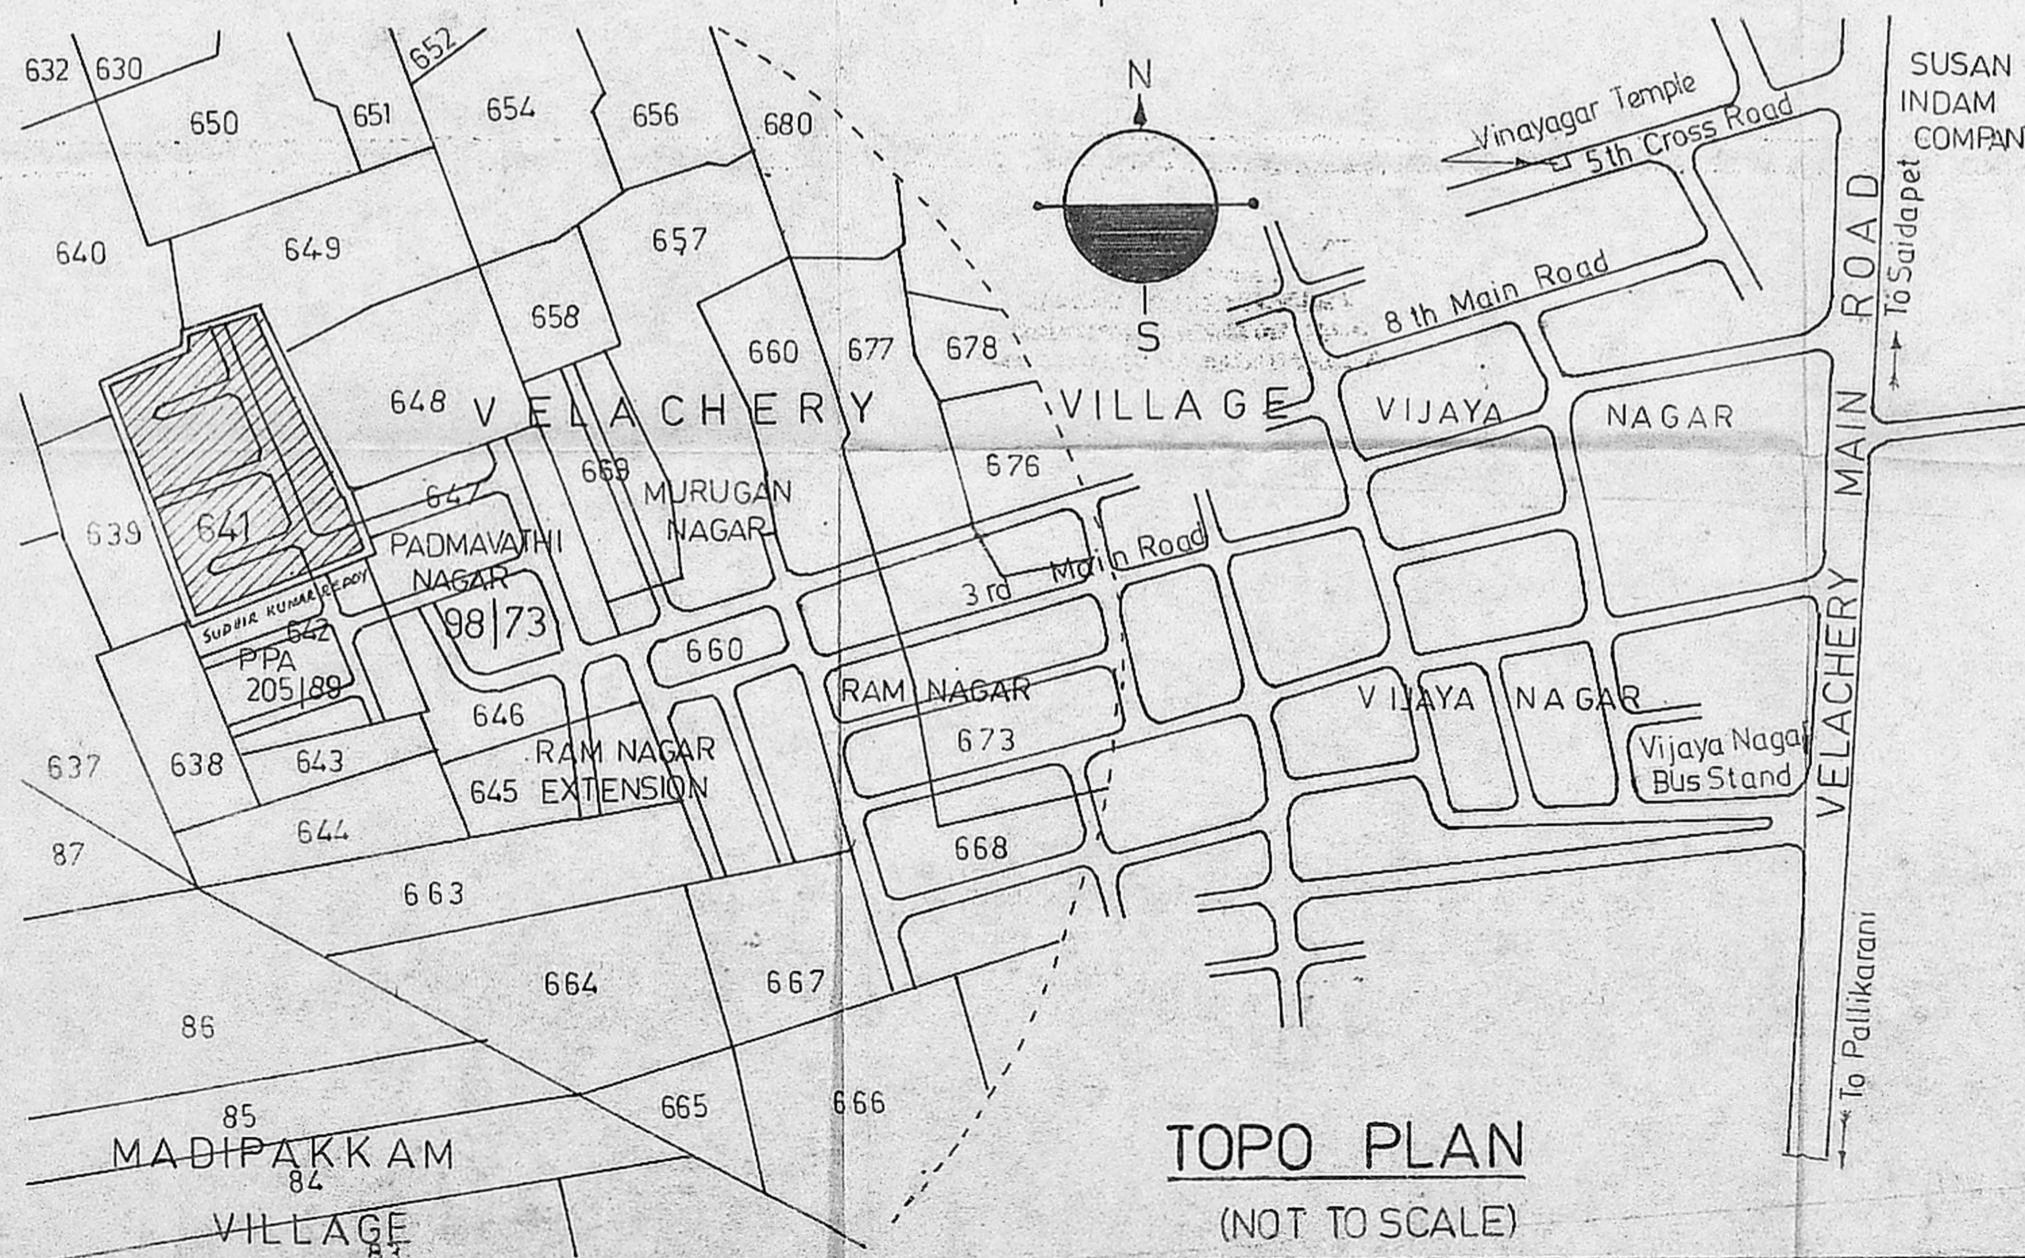 632
630
652
650
651
654
656
680
N
S
Vinayagar Temple
5th Cross Road
SUSAN
INDAM
COMPAN
To Saidapet
640
649
657
658
660
677
678
8 th Main Road
VELACHERY MAIN ROAD
648
VELACHERY VILLAGE
VIJAYA NAGAR
639
641
647
676
MURUGAN
NAGAR
PADMAVATHI
NAGAR
98/73
3rd Main Road
SUDHIR KUMAR REDDY
642
PPA
205/89
660
RAM NAGAR
VIJAYA NAGAR
646
673
637
638
643
645
RAM NAGAR
EXTENSION
Vijaya Nagar
Bus Stand
87
644
668
663
664
667
To Pallikarani
86
85
665
666
MADIPAKKAM
84
VILLAGE
83
TOPO PLAN
(NOT TO SCALE)